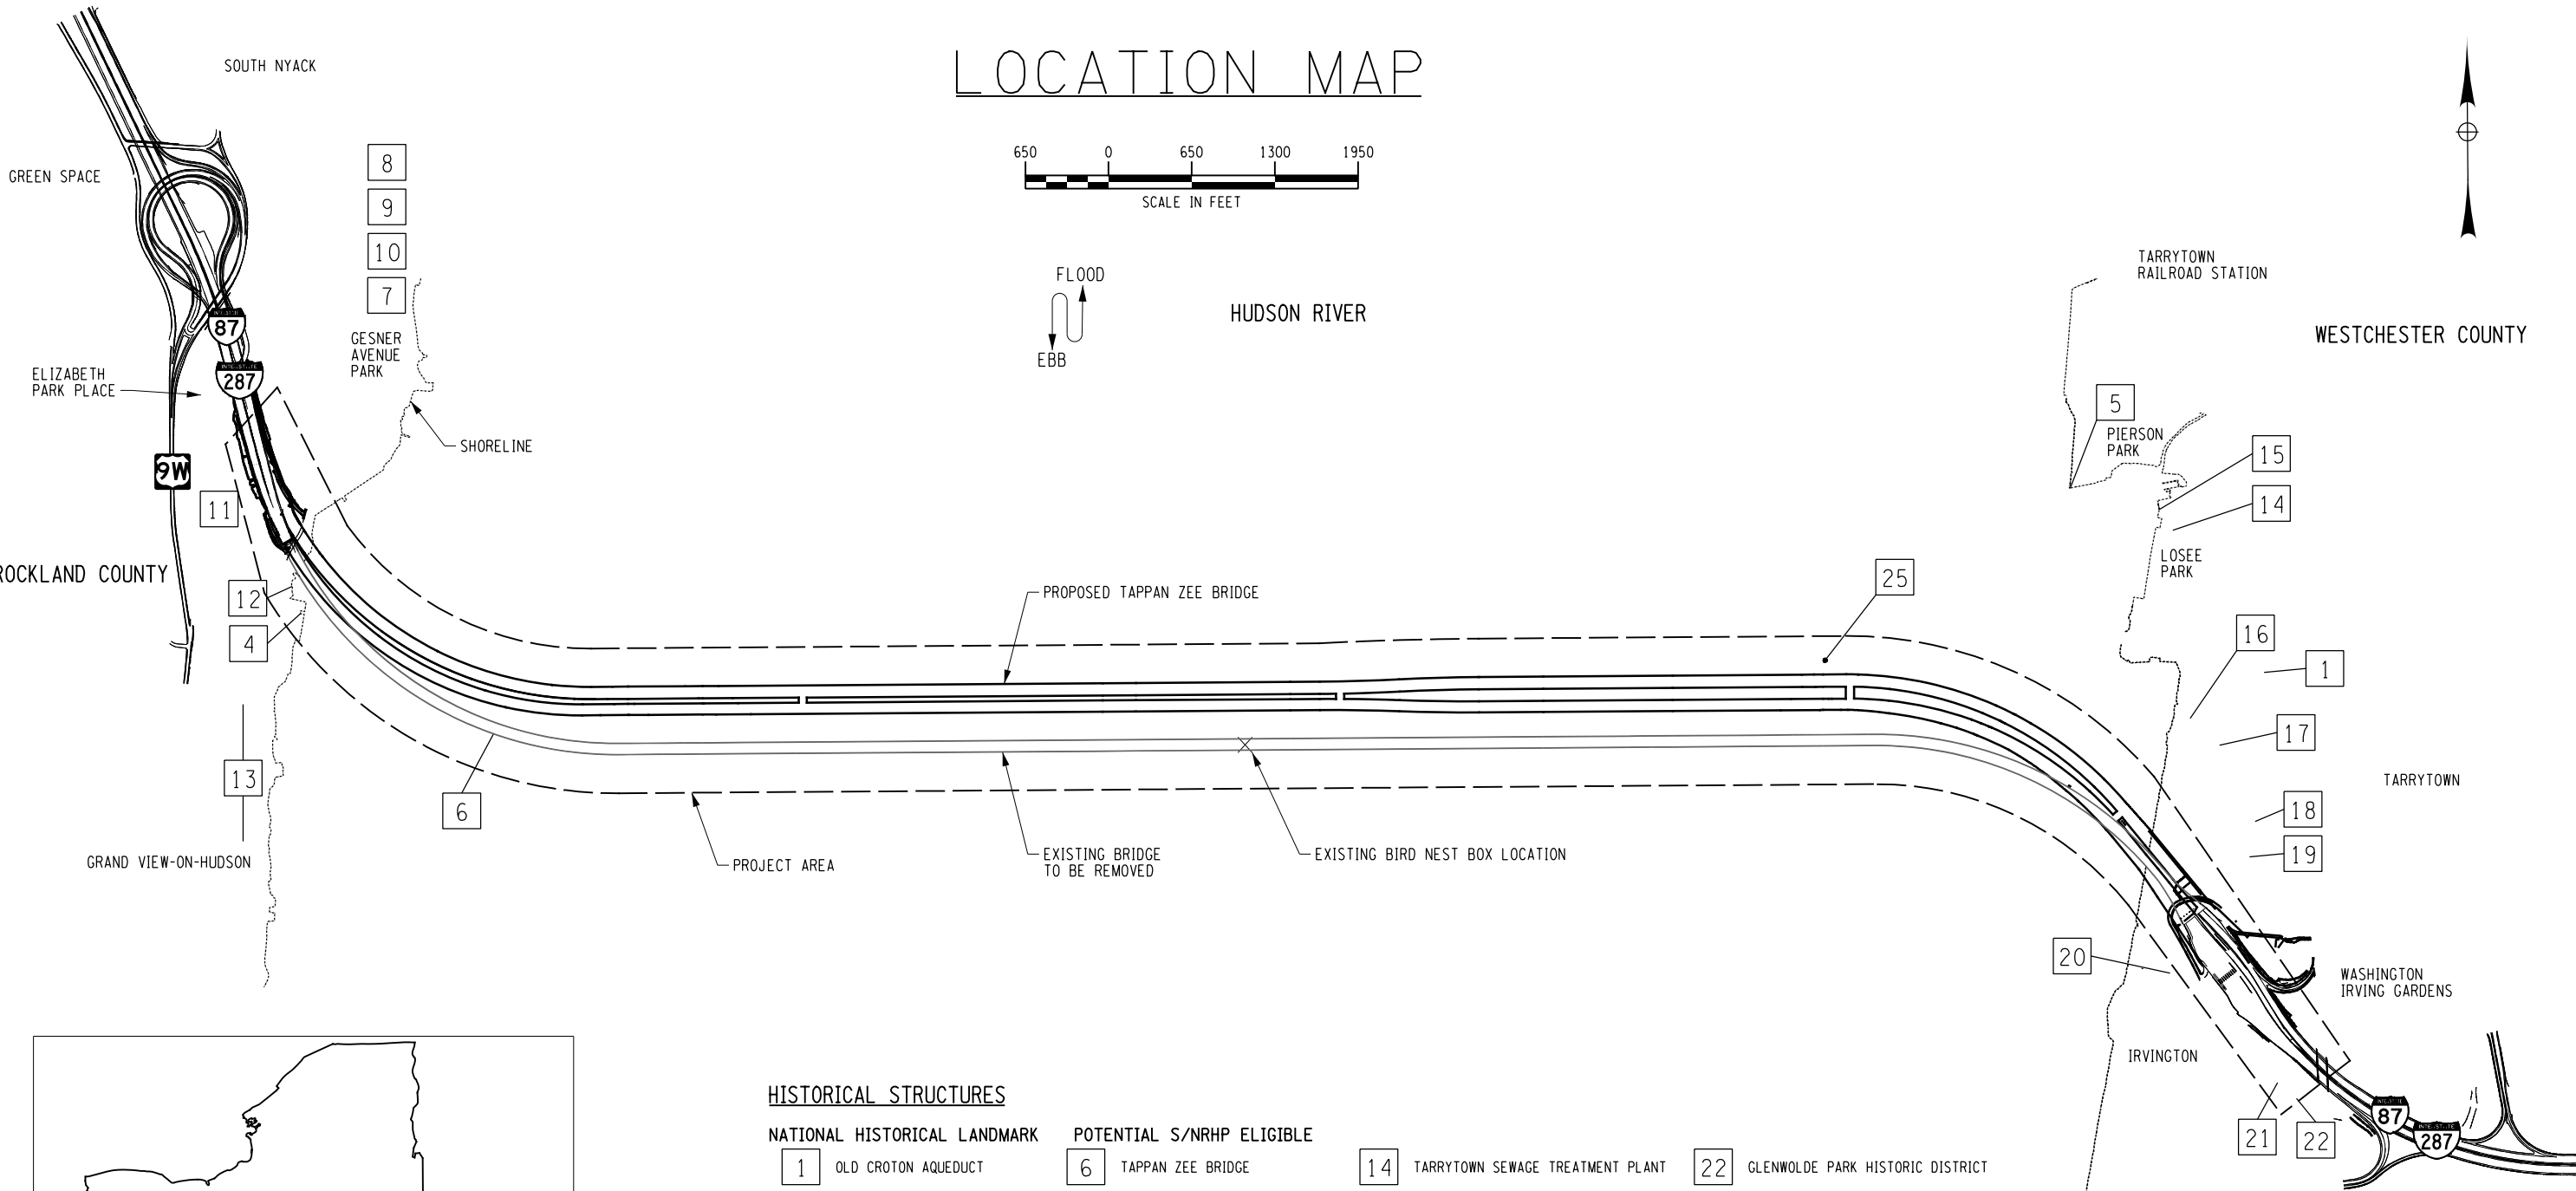 LOCATION MAP
SOUTH NYACK
GREEN SPACE
650 0 650 1300 1950
SCALE IN FEET
8
9
10
7
FLOOD
EBB
HUDSON RIVER
TARRYTOWN
RAILROAD STATION
WESTCHESTER COUNTY
INTERSTATE
87
INTERSTATE
287
GESNER
AVENUE
PARK
ELIZABETH
PARK PLACE
SHORELINE
9W
11
ROCKLAND COUNTY
12
4
13
GRAND VIEW-ON-HUDSON
5
PIERSON
PARK
15
14
LOSEE
PARK
25
PROPOSED TAPPAN ZEE BRIDGE
16
1
17
TARRYTOWN
18
19
6
PROJECT AREA
EXISTING BRIDGE
TO BE REMOVED
EXISTING BIRD NEST BOX LOCATION
20
WASHINGTON
IRVING GARDENS
IRVINGTON
21
22
INTERSTATE
87
INTERSTATE
287
HISTORICAL STRUCTURES
NATIONAL HISTORICAL LANDMARK
1 OLD CROTON AQUEDUCT
POTENTIAL S/NRHP ELIGIBLE
6 TAPPAN ZEE BRIDGE
14 TARRYTOWN SEWAGE TREATMENT PLANT
22 GLENWOLDE PARK HISTORIC DISTRICT